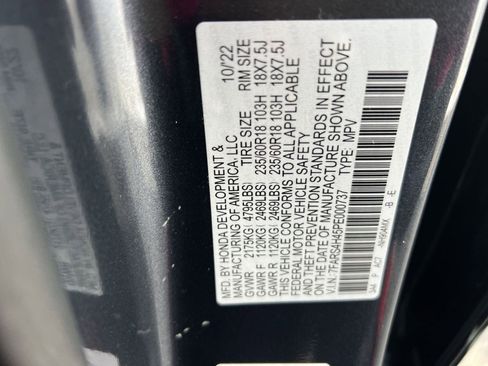 MFD. BY HONDA DEVELOPMENT & 10/22
MANUFACTURING OF AMERICA, LLC
TIRE SIZE RIM SIZE
GVWR 2175KG( 4795LBS)
GAWR F 1120KG( 2469LBS) 235/60R18 103H 18X7.5J
GAWR R 1120KG( 2469LBS) 235/60R18 103H 18X7.5J
THIS VEHICLE CONFORMS TO ALL APPLICABLE
FEDERAL MOTOR VEHICLE SAFETY
AND THEFT PREVENTION STANDARDS IN EFFECT
ON THE DATE OF MANUFACTURE SHOWN ABOVE.
V.I.N: 7FARS4H45PE000737 TYPE: MPV
NH904MX -B -E